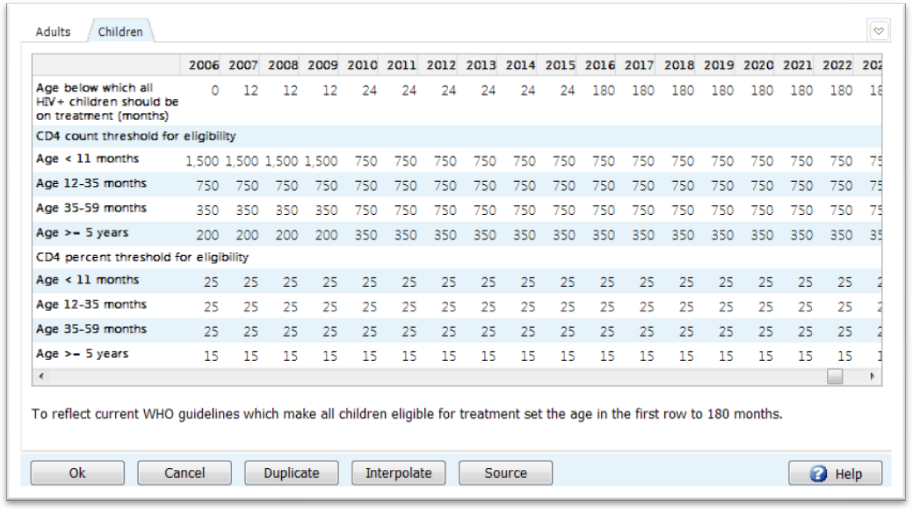 Adults Children
2006 2007 2008 2009 2010 2011 2012 2013 2014 2015 2016 2017 2018 2019 2020 2021 2022
Age below which all
HIV+ children should be
on treatment (months)
0 12 12 12 24 24 24 24 24 24 180 180 180 180 180 180 180
CD4 count threshold for eligibility
Age < 11 months 1,500 1,500 1,500 1,500 750 750 750 750 750 750 750 750 750 750 750 750 750
Age 12-35 months 750 750 750 750 750 750 750 750 750 750 750 750 750 750 750 750 750
Age 35-59 months 350 350 350 350 750 750 750 750 750 750 750 750 750 750 750 750 750
Age >= 5 years 200 200 200 200 350 350 350 350 350 350 350 350 350 350 350 350 350
CD4 percent threshold for eligibility
Age < 11 months 25 25 25 25 25 25 25 25 25 25 25 25 25 25 25 25 25
Age 12-35 months 25 25 25 25 25 25 25 25 25 25 25 25 25 25 25 25 25
Age 35-59 months 25 25 25 25 25 25 25 25 25 25 25 25 25 25 25 25 25
Age >= 5 years 15 15 15 15 15 15 15 15 15 15 15 15 15 15 15 15 15
To reflect current WHO guidelines which make all children eligible for treatment set the age in the first row to 180 months.
Ok Cancel Duplicate Interpolate Source Help